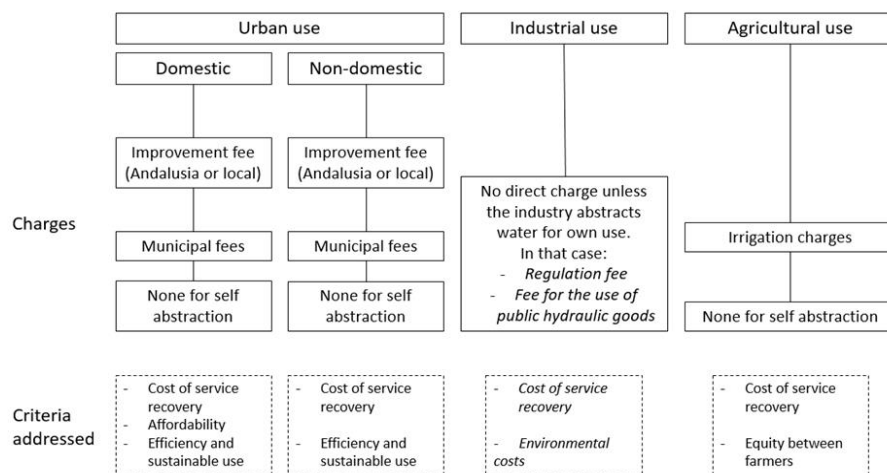 Urban use
Industrial use
Agricultural use
Domestic
Non-domestic
Improvement fee
(Andalusia or local)
Improvement fee
(Andalusia or local)
No direct charge unless
the industry abstracts
water for own use.
In that case:
- Regulation fee
- Fee for the use of
public hydraulic goods
Charges
Municipal fees
Municipal fees
Irrigation charges
None for self
abstraction
None for self
abstraction
None for self abstraction
Criteria
addressed
- Cost of service
recovery
- Affordability
- Efficiency and
sustainable use
- Cost of service
recovery
- Efficiency and
sustainable use
- Cost of service
recovery
- Environmental
costs
- Cost of service
recovery
- Equity between
farmers